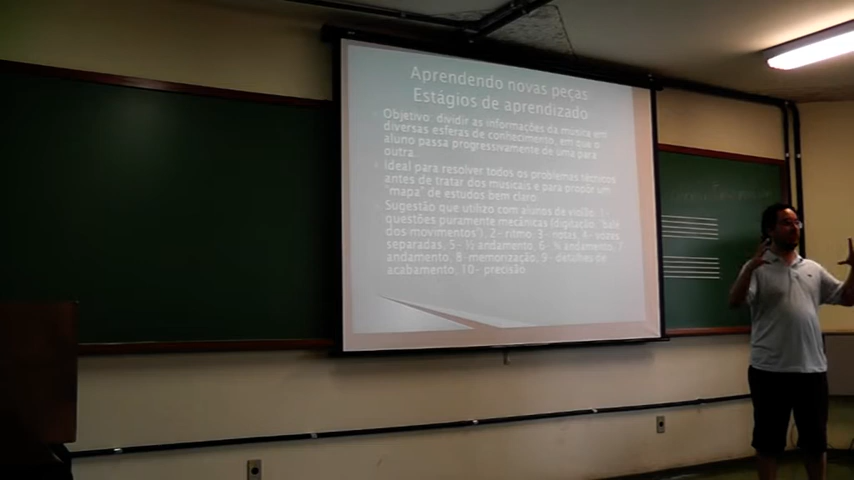 Aprendendo novas peças
Estágios de aprendizado
Objetivo: dividir as informações da música em
diversas esferas de conhecimento, em que o
aluno passa progressivamente de uma para
outra.
Ideal para resolver todos os problemas técnicos
antes de tratar dos musicais e para propor um
"mapa" de estudos bem claro.
Sugestão que utilizo com alunos de violão: 1-
questões puramente mecânicas (digitação, "balé
dos movimentos"), 2- ritmo, 3- notas, 4- vozes
separadas, 5- ½ andamento, 6- ¾ andamento, 7
andamento, 8- memorização, 9- detalhes de
acabamento, 10- precisão